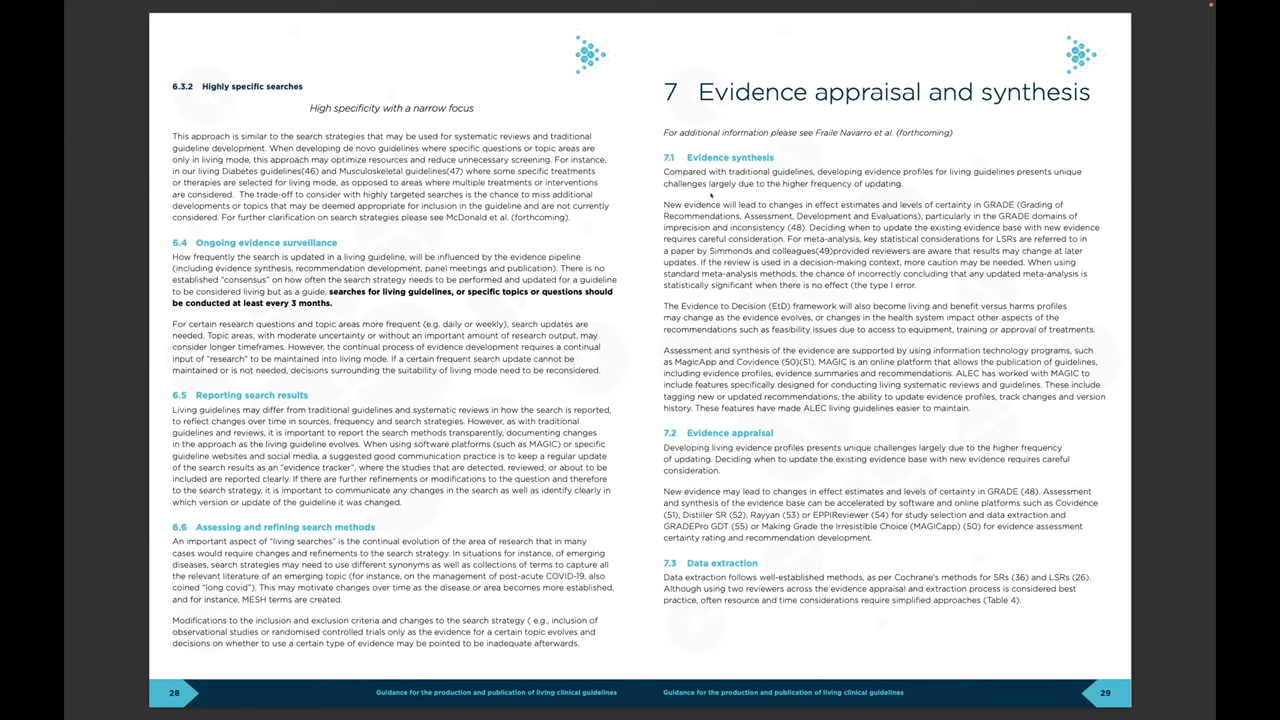 6.3.2 Highly specific searches
High specificity with a narrow focus
This approach is similar to the search strategies that may be used for systematic reviews and traditional
guideline development. When developing de novo guidelines where specific questions or topic areas are
only in living mode, this approach may optimize resources and reduce unnecessary screening. For instance,
in our living Diabetes guidelines(46) and Musculoskeletal guidelines(47) where some specific treatments
or therapies are selected for living mode, as opposed to areas where multiple treatments or interventions
are considered. The trade-off to consider with highly targeted searches is the chance to miss additional
developments or topics that may be deemed appropriate for inclusion in the guideline and are not currently
considered. For further clarification on search strategies please see McDonald et al. (forthcoming).
6.4 Ongoing evidence surveillance
How frequently the search is updated in a living guideline, will be influenced by the evidence pipeline
(including evidence synthesis, recommendation development, panel meetings and publication). There is no
established "consensus" on how often the search strategy needs to be performed and updated for a guideline
to be considered living but as a guide, searches for living guidelines, or specific topics or questions should
be conducted at least every 3 months.
For certain research questions and topic areas more frequent (e.g. daily or weekly), search updates are
needed. Topic areas, with moderate uncertainty or without an important amount of research output, may
consider longer timeframes. However, the continual process of evidence development requires a continual
input of "research" to be maintained into living mode. If a certain frequent search update cannot be
maintained or is not needed, decisions surrounding the suitability of living mode need to be reconsidered.
6.5 Reporting search results
Living guidelines may differ from traditional guidelines and systematic reviews in how the search is reported,
to reflect changes over time in sources, frequency and search strategies. However, as with traditional
guidelines and reviews, it is important to report the search methods transparently, documenting changes
in the approach as the living guideline evolves. When using software platforms (such as MAGIC) or specific
guideline websites and social media, a suggested good communication practice is to keep a regular update
of the search results as an "evidence tracker", where the studies that are detected, reviewed, or about to be
included are reported clearly. If there are further refinements or modifications to the question and therefore
to the search strategy, it is important to communicate any changes in the search as well as identify clearly in
which version or update of the guideline it was changed.
6.6 Assessing and refining search methods
An important aspect of "living searches" is the continual evolution of the area of research that in many
cases would require changes and refinements to the search strategy. In situations for instance, of emerging
diseases, search strategies may need to use different synonyms as well as collections of terms to capture all
the relevant literature of an emerging topic (for instance, on the management of post-acute COVID-19, also
coined "long covid"). This may motivate changes over time as the disease or area becomes more established,
and for instance, MESH terms are created.
Modifications to the inclusion and exclusion criteria and changes to the search strategy ( e.g., inclusion of
observational studies or randomised controlled trials only as the evidence for a certain topic evolves and
decisions on whether to use a certain type of evidence may be pointed to be inadequate afterwards.
28
Guidance for the production and publication of living clinical guidelines
7 Evidence appraisal and synthesis
For additional information please see Fraile Navarro et al. (forthcoming)
7.1 Evidence synthesis
Compared with traditional guidelines, developing evidence profiles for living guidelines presents unique
challenges largely due to the higher frequency of updating.
New evidence will lead to changes in effect estimates and levels of certainty in GRADE (Grading of
Recommendations, Assessment, Development and Evaluations), particularly in the GRADE domains of
imprecision and inconsistency (48). Deciding when to update the existing evidence base with new evidence
requires careful consideration. For meta-analysis, key statistical considerations for LSRs are referred to in
a paper by Simmonds and colleagues(49)provided reviewers are aware that results may change at later
updates. If the review is used in a decision-making context, more caution may be needed. When using
standard meta-analysis methods, the chance of incorrectly concluding that any updated meta-analysis is
statistically significant when there is no effect (the type I error.
The Evidence to Decision (EtD) framework will also become living and benefit versus harms profiles
may change as the evidence evolves, or changes in the health system impact other aspects of the
recommendations such as feasibility issues due to access to equipment, training or approval of treatments.
Assessment and synthesis of the evidence are supported by using information technology programs, such
as MagicApp and Covidence (50)(51). MAGIC is an online platform that allows the publication of guidelines,
including evidence profiles, evidence summaries and recommendations. ALEC has worked with MAGIC to
include features specifically designed for conducting living systematic reviews and guidelines. These include
tagging new or updated recommendations, the ability to update evidence profiles, track changes and version
history. These features have made ALEC living guidelines easier to maintain.
7.2 Evidence appraisal
Developing living evidence profiles presents unique challenges largely due to the higher frequency
of updating. Deciding when to update the existing evidence base with new evidence requires careful
consideration.
New evidence may lead to changes in effect estimates and levels of certainty in GRADE (48). Assessment
and synthesis of the evidence base can be accelerated by software and online platforms such as Covidence
(51), Distiller SR (52), Rayyan (53) or EPPIReviewer (54) for study selection and data extraction and
GRADEPro GDT (55) or Making Grade the Irresistible Choice (MAGICapp) (50) for evidence assessment
certainty rating and recommendation development.
7.3 Data extraction
Data extraction follows well-established methods, as per Cochrane's methods for SRs (36) and LSRs (26).
Although using two reviewers across the evidence appraisal and extraction process is considered best
practice, often resource and time considerations require simplified approaches (Table 4).
Guidance for the production and publication of living clinical guidelines
29